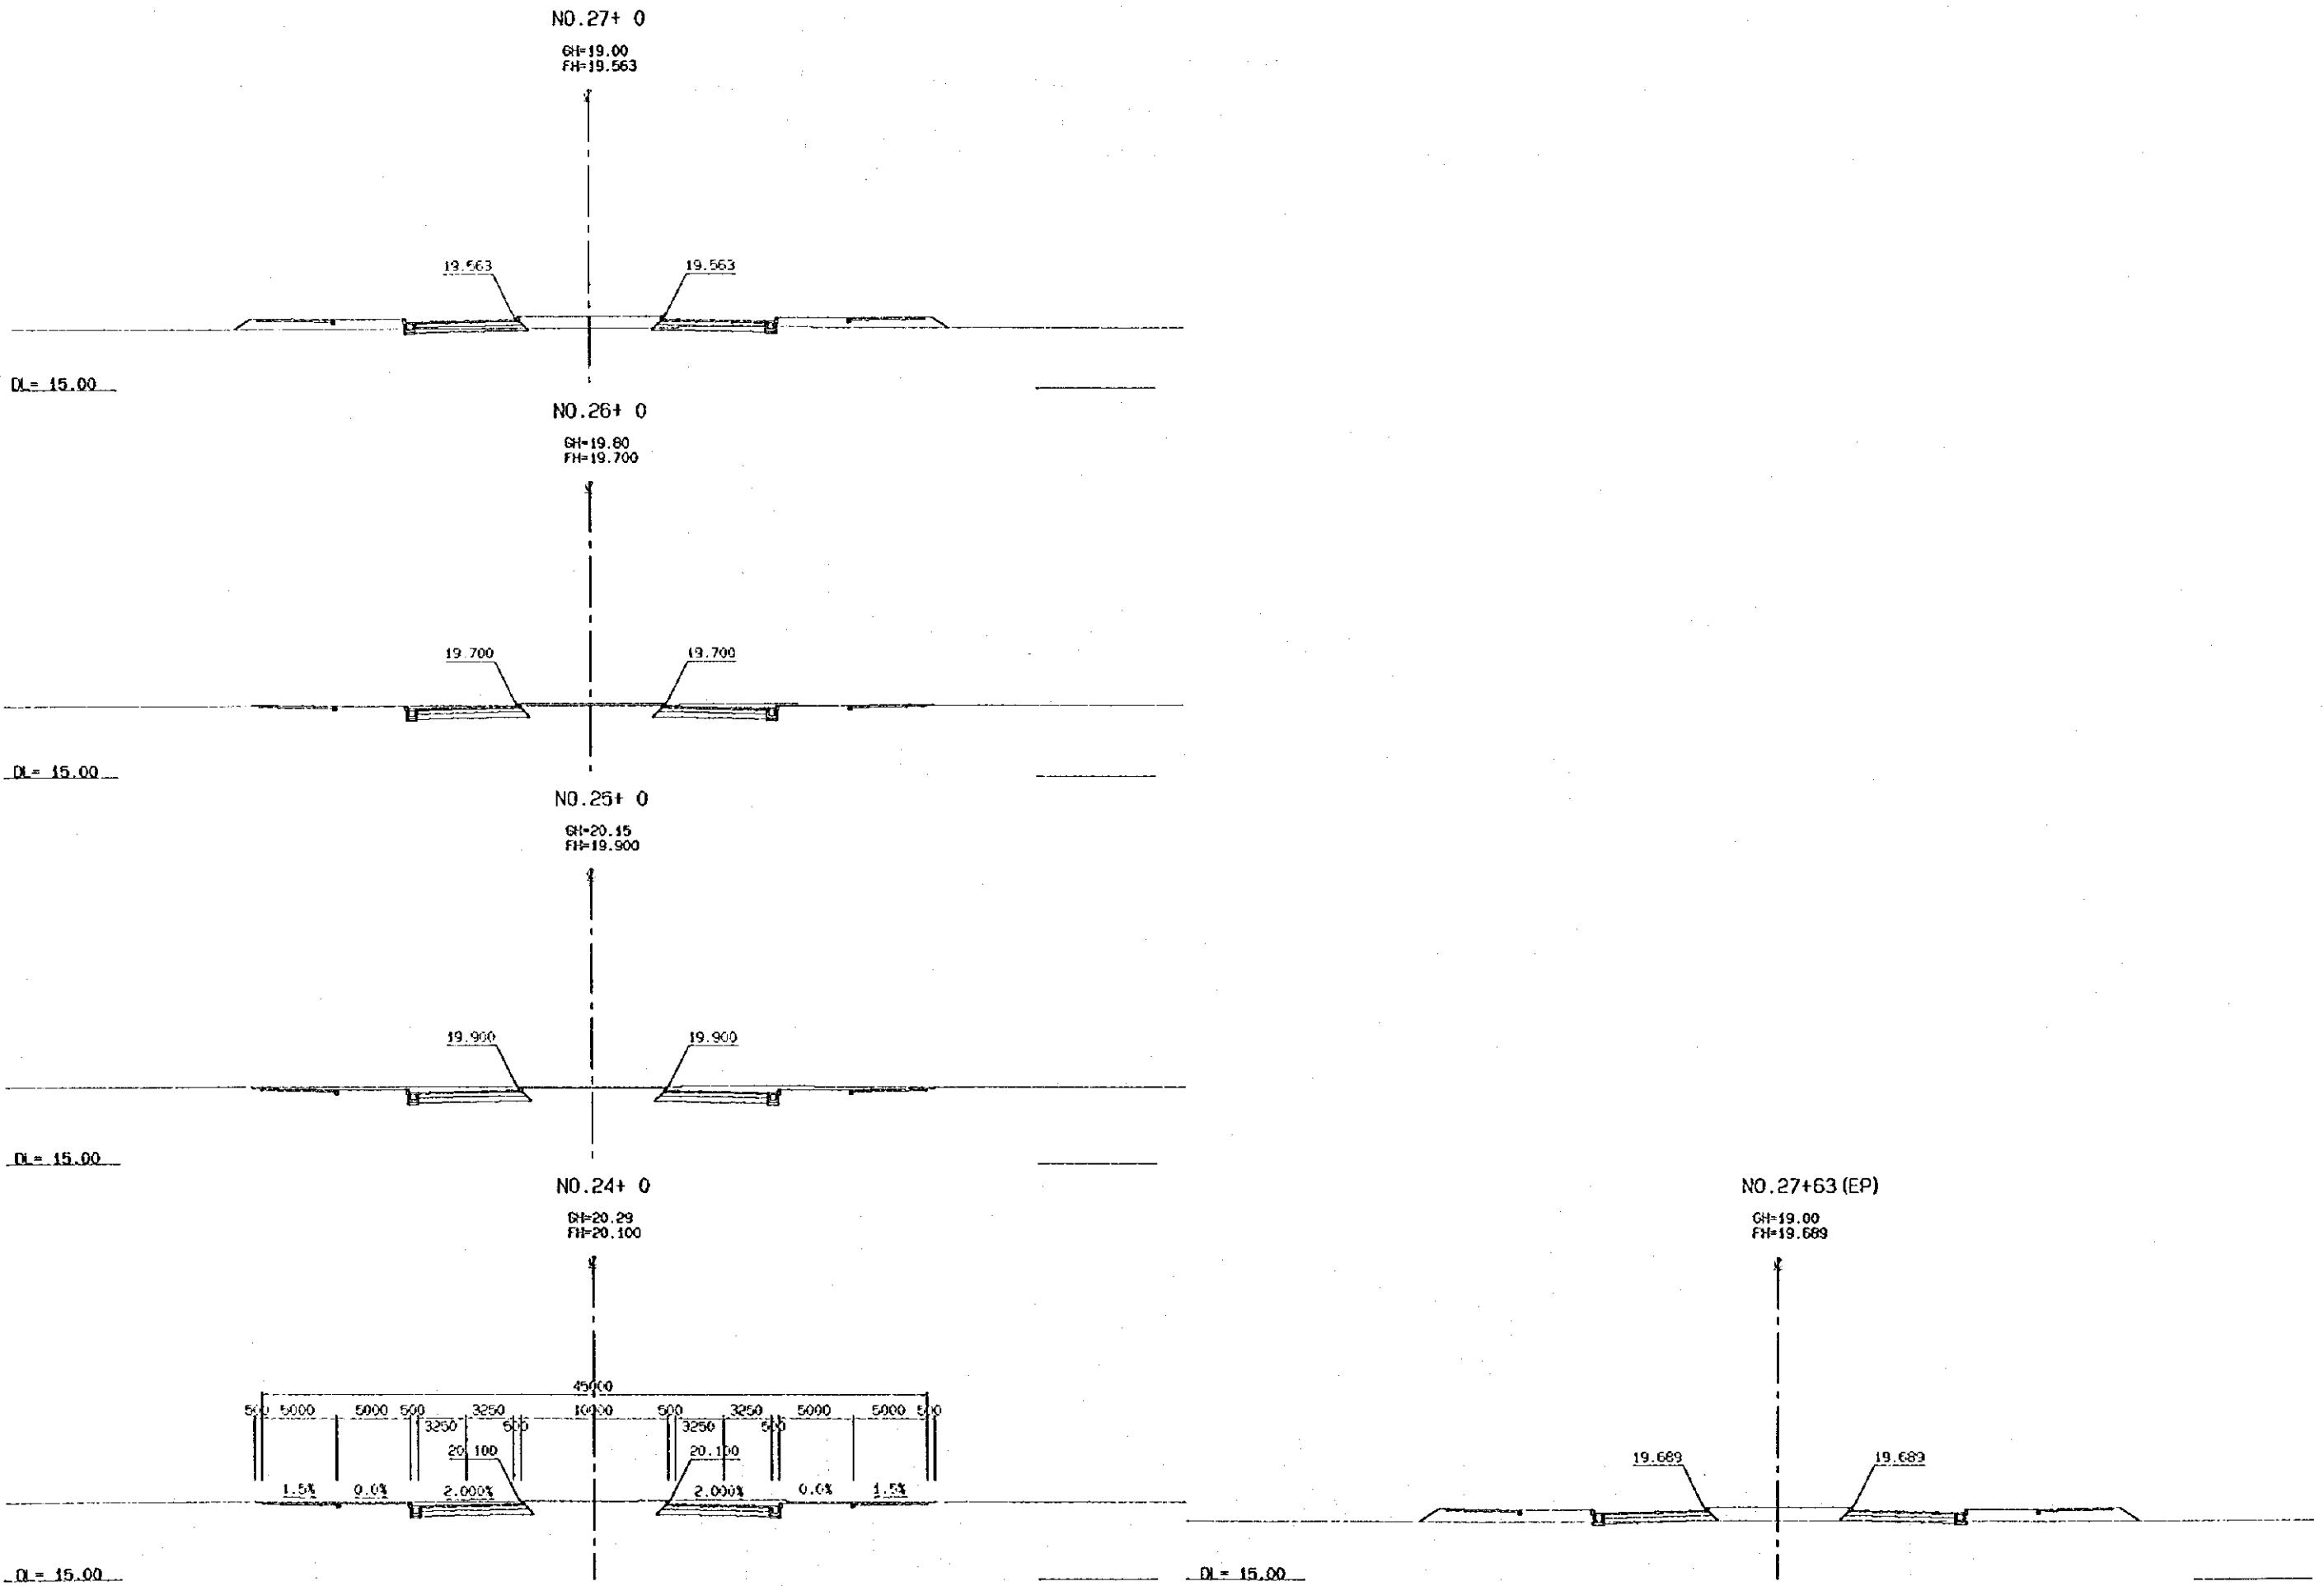 NO.27+ 0
GH=19.00
FH=19.563
19.563 19.563
DL= 15.00
NO.26+ 0
GH=19.80
FH=19.700
19.700 19.700
DL= 15.00
NO.25+ 0
GH=20.15
FH=19.900
19.900 19.900
DL= 15.00
NO.24+ 0
GH=20.29
FH=20.100
45000
500 5000 5000 500 3250 10000 500 3250 5000 5000 500
3250 500 3250 500
20.100 20.100
1.5% 0.0% 2.000% 2.000% 0.0% 1.5%
DL= 15.00
NO.27+63(EP)
GH=19.00
FH=19.689
19.689 19.689
DL= 15.00